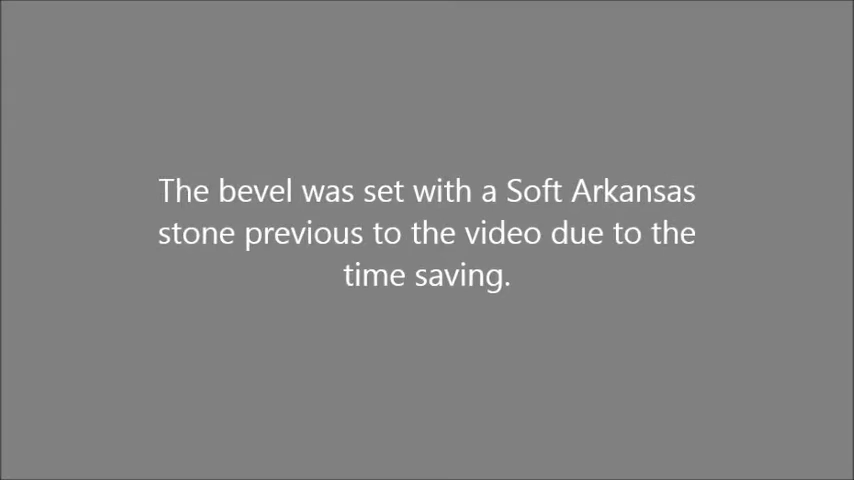 The bevel was set with a Soft Arkansas
stone previous to the video due to the
time saving.